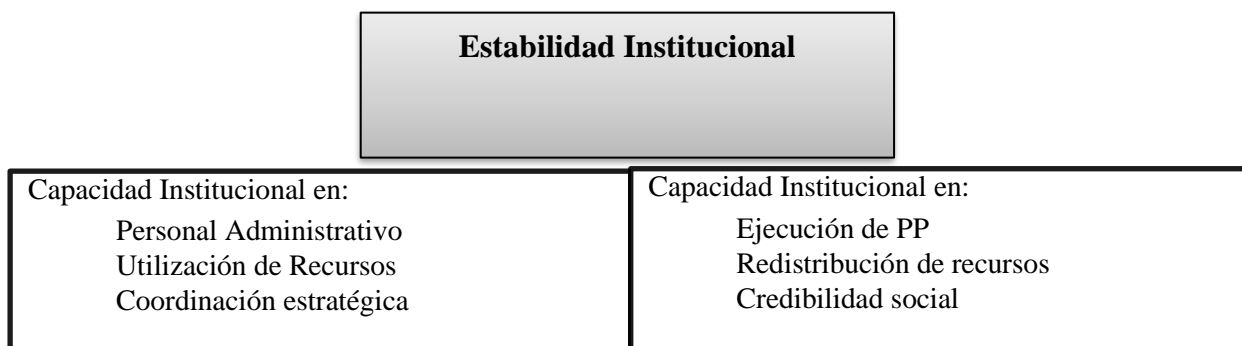 Estabilidad Institucional
Capacidad Institucional en:
Personal Administrativo
Utilización de Recursos
Coordinación estratégica
Capacidad Institucional en:
Ejecución de PP
Redistribución de recursos
Credibilidad social